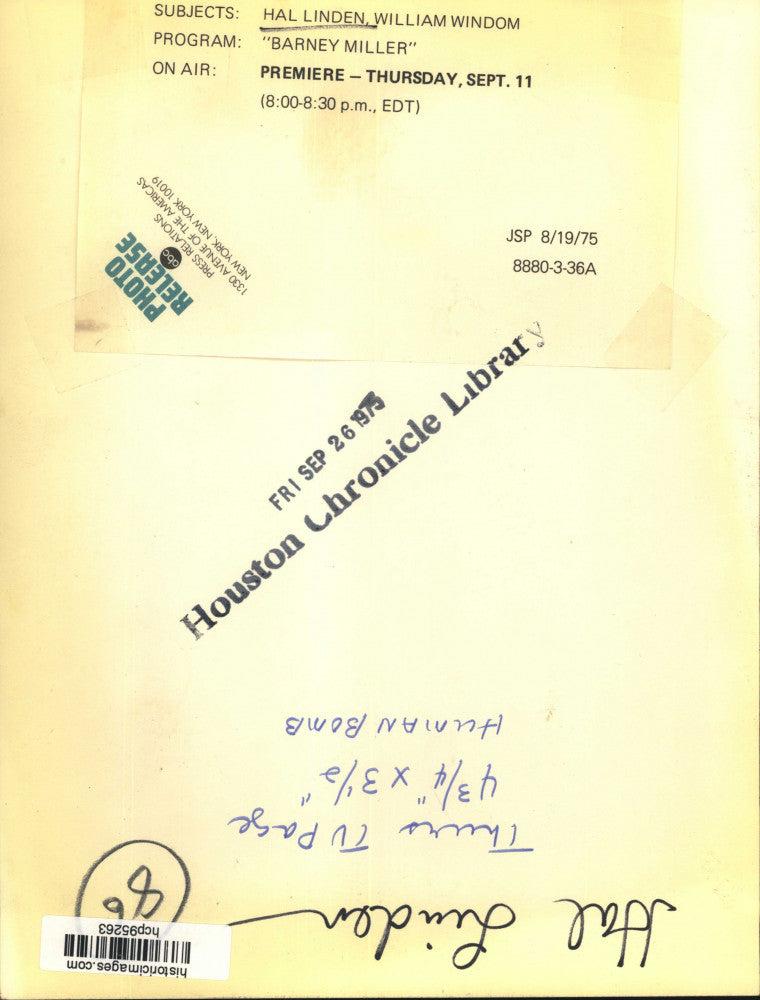 SUBJECTS: HAL LINDEN, WILLIAM WINDOM
PROGRAM: "BARNEY MILLER"
ON AIR: PREMIERE — THURSDAY, SEPT. 11
(8:00-8:30 p.m., EDT)
JSP 8/19/75
8880-3-36A
PHOTO
RELEASE
abc
PRESS RELATIONS
1330 AVENUE OF THE AMERICAS
NEW YORK, NEW YORK 10019
FRI SEP 26 1975
Houston Chronicle Library
Hal Linden
Thurs TV Page
4 3/4" x 3 1/2"
HUMAN BOMB
historicimages.com
hcp995263